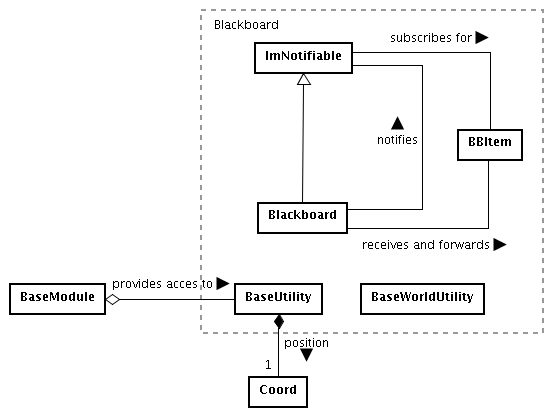 Blackboard
subscribes for
ImNotifiable
notifies
BBItem
Blackboard
receives and forwards
provides acces to
BaseModule
BaseUtility
BaseWorldUtility
position
1
Coord